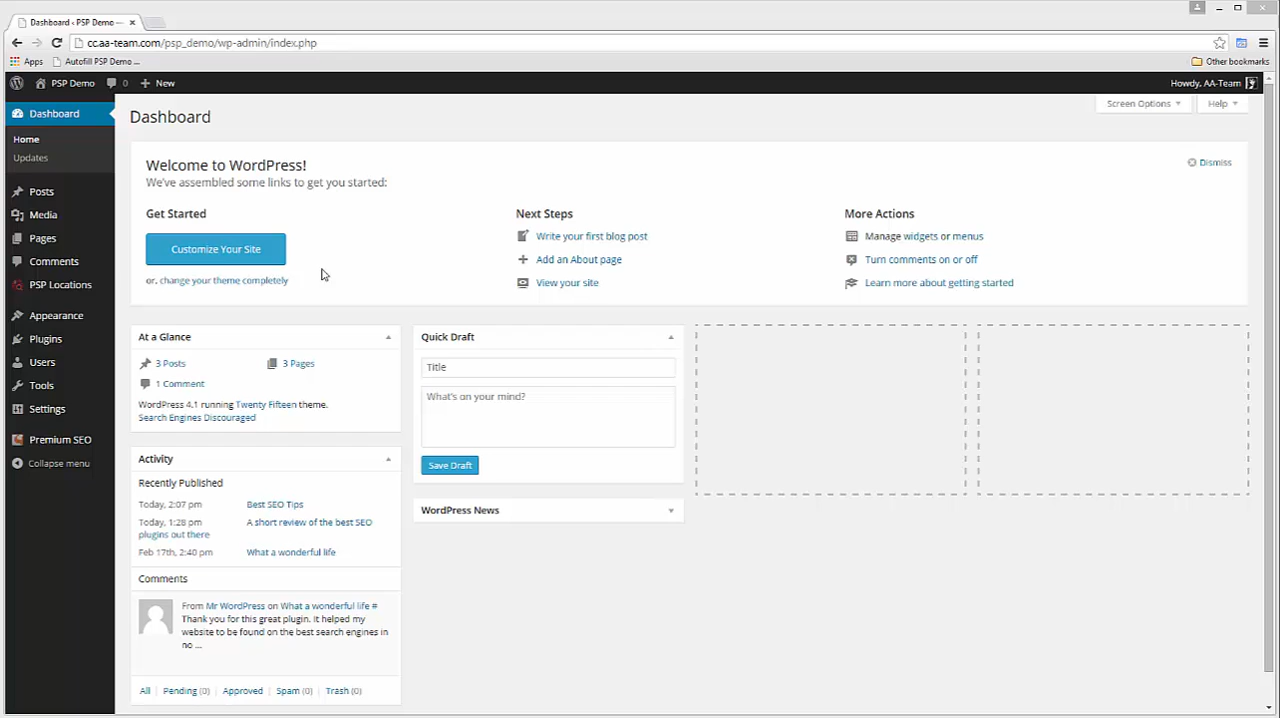 Dashboard ‹ PSP Demo —
cc.aa-team.com/psp_demo/wp-admin/index.php
Apps Autofill PSP Demo ... Other bookmarks
PSP Demo 0 New Howdy, AA-Team
Dashboard
Home
Updates
Posts
Media
Pages
Comments
PSP Locations
Appearance
Plugins
Users
Tools
Settings
Premium SEO
Collapse menu
Screen Options Help
Dashboard
Welcome to WordPress!
We've assembled some links to get you started:
Dismiss
Get Started
Customize Your Site
or, change your theme completely
Next Steps
Write your first blog post
Add an About page
View your site
More Actions
Manage widgets or menus
Turn comments on or off
Learn more about getting started
At a Glance
3 Posts 3 Pages
1 Comment
WordPress 4.1 running Twenty Fifteen theme.
Search Engines Discouraged
Activity
Recently Published
Today, 2:07 pm Best SEO Tips
Today, 1:28 pm A short review of the best SEO
plugins out there
Feb 17th, 2:40 pm What a wonderful life
Comments
From Mr WordPress on What a wonderful life #
Thank you for this great plugin. It helped my
website to be found on the best search engines in
no ...
All | Pending (0) | Approved | Spam (0) | Trash (0)
Quick Draft
Title
What's on your mind?
Save Draft
WordPress News